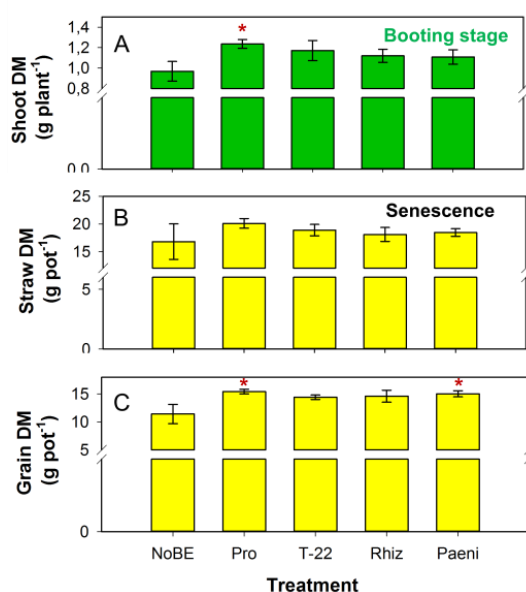 A
Booting stage
*
Shoot DM
(g plant-1)
1,4
1,2
1,0
0,8
0,0
B
Senescence
Straw DM
(g pot-1)
25
20
15
5
0
C
* *
Grain DM
(g pot-1)
15
10
5
0
NoBE Pro T-22 Rhiz Paeni
Treatment